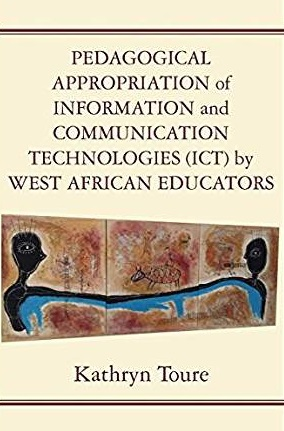 PEDAGOGICAL
APPROPRIATION of
INFORMATION and
COMMUNICATION
TECHNOLOGIES (ICT) by
WEST AFRICAN EDUCATORS
Kathryn Toure